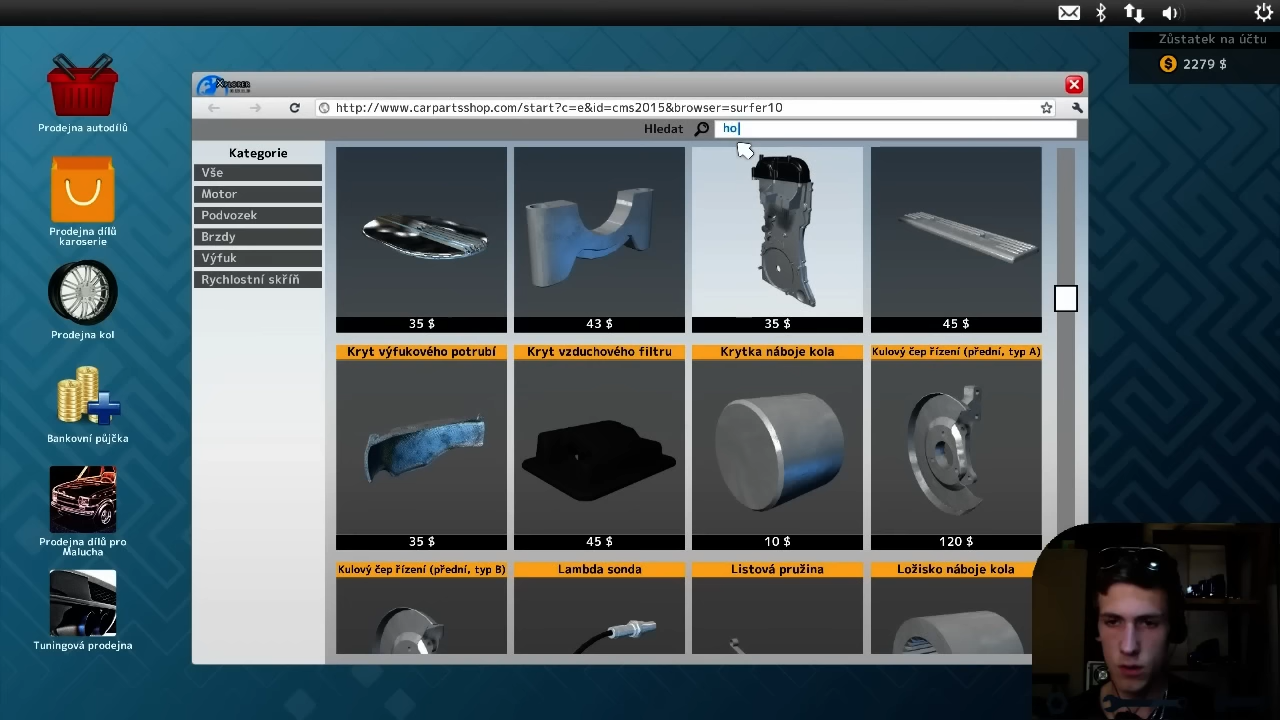 Zůstatek na účtu
2279 $
Prodejna autodílů
Prodejna dílů
karoserie
Prodejna kol
Bankovní půjčka
Prodejna dílů pro
Malucha
Tuningová prodejna
http://www.carpartsshop.com/start?c=e&id=cms2015&browser=surfer10
Hledat
ho
Kategorie
Vše
Motor
Podvozek
Brzdy
Výfuk
Rychlostní skříň
35 $
43 $
35 $
45 $
Kryt výfukového potrubí
Kryt vzduchového filtru
Krytka náboje kola
Kulový čep řízení (přední, typ A)
35 $
45 $
10 $
120 $
Kulový čep řízení (přední, typ B)
Lambda sonda
Listová pružina
Ložisko náboje kola